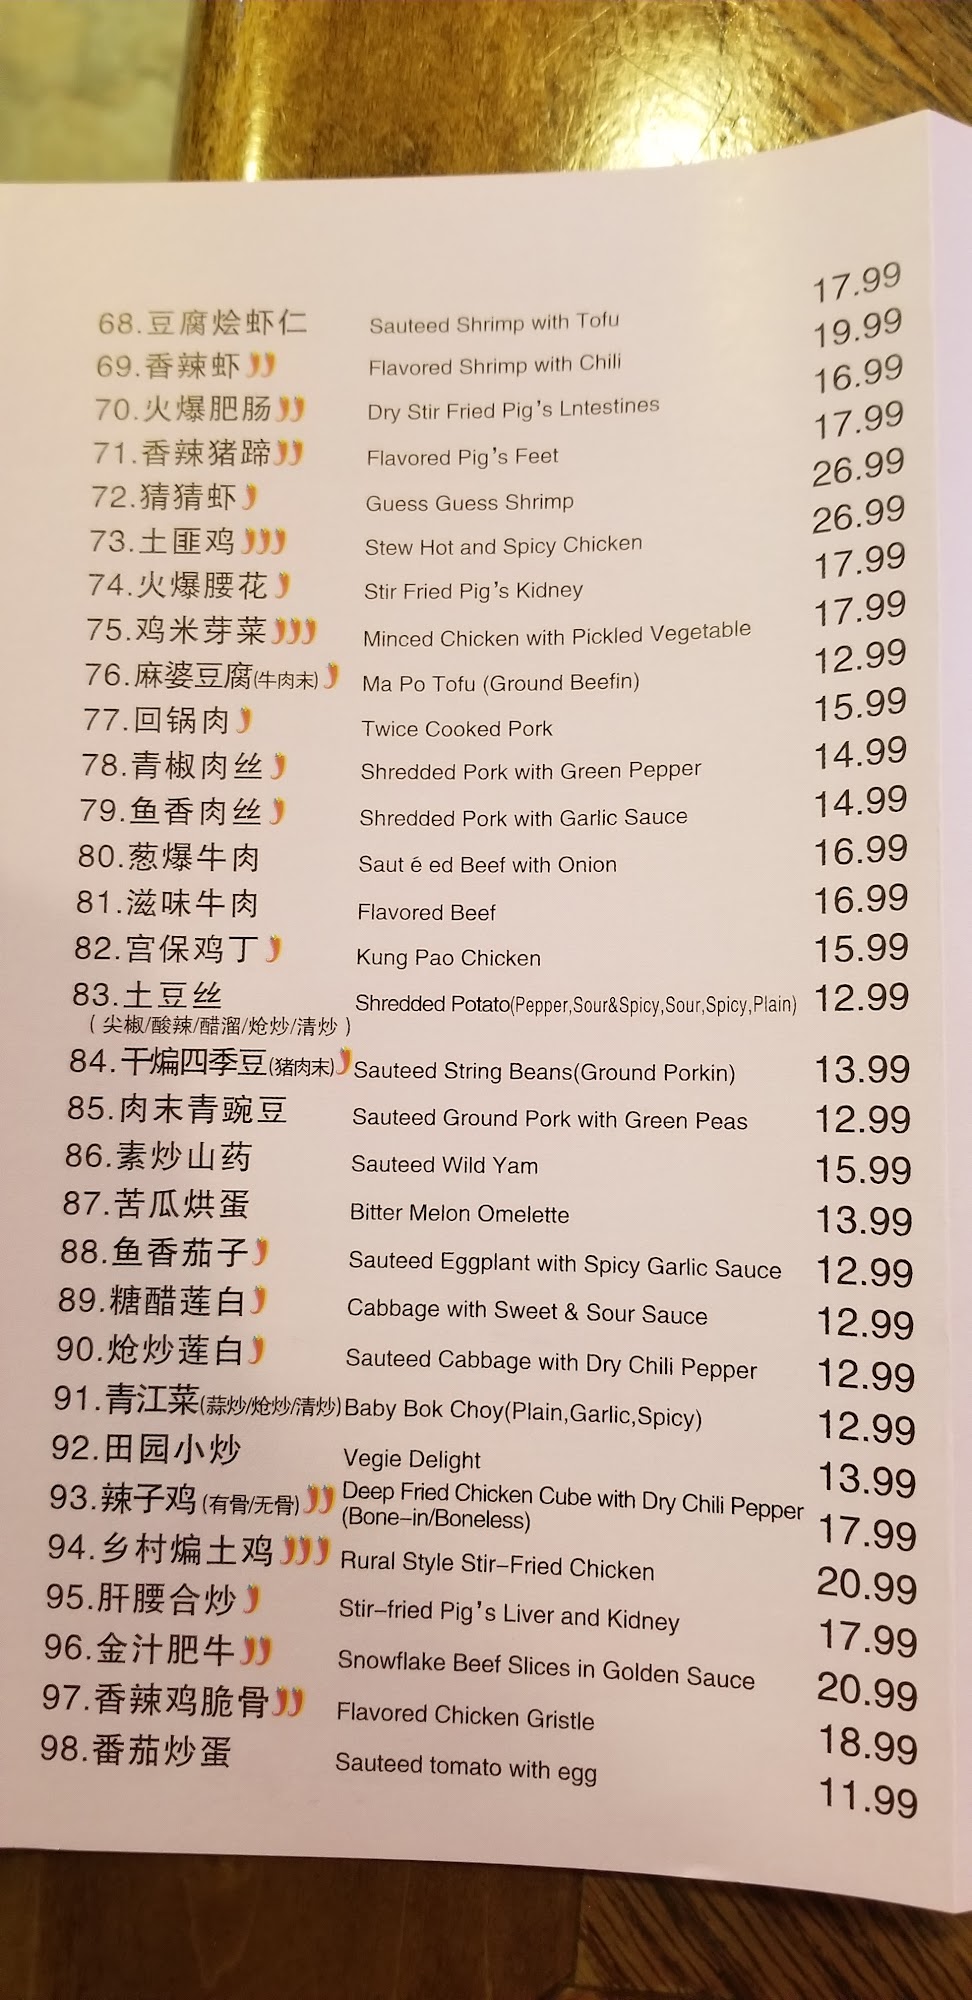 68.豆腐烩虾仁 Sauteed Shrimp with Tofu 17.99
69.香辣虾 Flavored Shrimp with Chili 19.99
70.火爆肥肠 Dry Stir Fried Pig's Lntestines 16.99
71.香辣猪蹄 Flavored Pig's Feet 17.99
72.猜猜虾 Guess Guess Shrimp 26.99
73.土匪鸡 Stew Hot and Spicy Chicken 26.99
74.火爆腰花 Stir Fried Pig's Kidney 17.99
75.鸡米芽菜 Minced Chicken with Pickled Vegetable 17.99
76.麻婆豆腐(牛肉末) Ma Po Tofu (Ground Beefin) 12.99
77.回锅肉 Twice Cooked Pork 15.99
78.青椒肉丝 Shredded Pork with Green Pepper 14.99
79.鱼香肉丝 Shredded Pork with Garlic Sauce 14.99
80.葱爆牛肉 Saut é ed Beef with Onion 16.99
81.滋味牛肉 Flavored Beef 16.99
82.宫保鸡丁 Kung Pao Chicken 15.99
83.土豆丝 Shredded Potato(Pepper,Sour&Spicy,Sour,Spicy,Plain) 12.99
( 尖椒/酸辣/醋溜/炝炒/清炒 )
84.干煸四季豆(猪肉末) Sauteed String Beans(Ground Porkin) 13.99
85.肉末青豌豆 Sauteed Ground Pork with Green Peas 12.99
86.素炒山药 Sauteed Wild Yam 15.99
87.苦瓜烘蛋 Bitter Melon Omelette 13.99
88.鱼香茄子 Sauteed Eggplant with Spicy Garlic Sauce 12.99
89.糖醋莲白 Cabbage with Sweet & Sour Sauce 12.99
90.炝炒莲白 Sauteed Cabbage with Dry Chili Pepper 12.99
91.青江菜(蒜炒/炝炒/清炒) Baby Bok Choy(Plain,Garlic,Spicy) 12.99
92.田园小炒 Vegie Delight 13.99
93.辣子鸡(有骨/无骨) Deep Fried Chicken Cube with Dry Chili Pepper 17.99
(Bone-in/Boneless)
94.乡村煸土鸡 Rural Style Stir-Fried Chicken 20.99
95.肝腰合炒 Stir-fried Pig's Liver and Kidney 17.99
96.金汁肥牛 Snowflake Beef Slices in Golden Sauce 20.99
97.香辣鸡脆骨 Flavored Chicken Gristle 18.99
98.番茄炒蛋 Sauteed tomato with egg 11.99